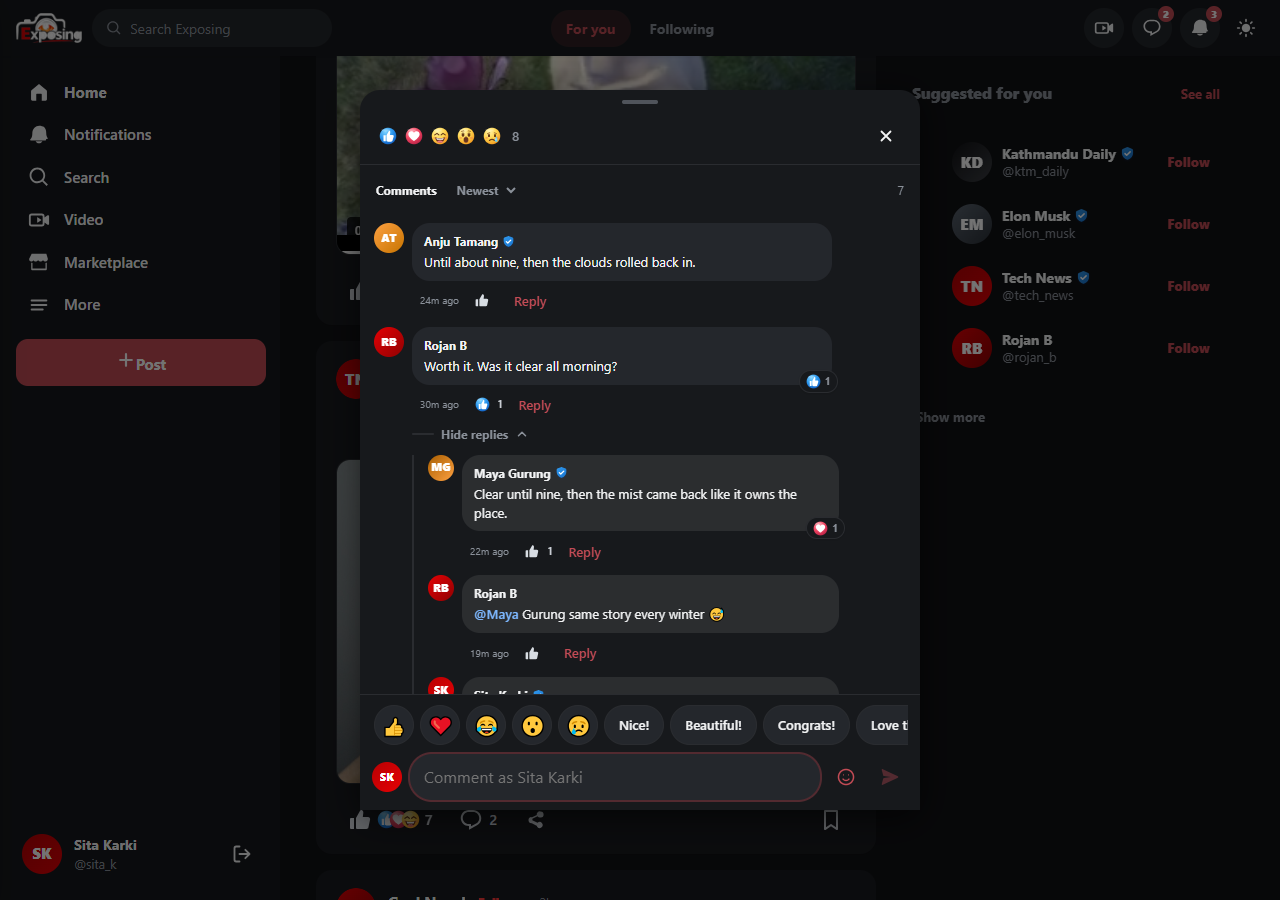 Exposing
Search Exposing
For you
Following
2
3
Home
Notifications
Search
Video
Marketplace
More
Post
Sita Karki
@sita_k
8
Comments
Newest
7
AT
Anju Tamang
Until about nine, then the clouds rolled back in.
24m ago
Reply
RB
Rojan B
Worth it. Was it clear all morning?
1
30m ago
1
Reply
Hide replies
MG
Maya Gurung
Clear until nine, then the mist came back like it owns the
place.
1
22m ago
1
Reply
RB
Rojan B
@Maya Gurung same story every winter 😅
19m ago
Reply
SK
Sita Karki
👍 ❤️ 😂 😮 😢 Nice! Beautiful! Congrats! Love t
SK
Comment as Sita Karki
7
2
SK
Suggested for you
See all
KD
Kathmandu Daily
@ktm_daily
Follow
EM
Elon Musk
@elon_musk
Follow
TN
Tech News
@tech_news
Follow
RB
Rojan B
@rojan_b
Follow
Show more